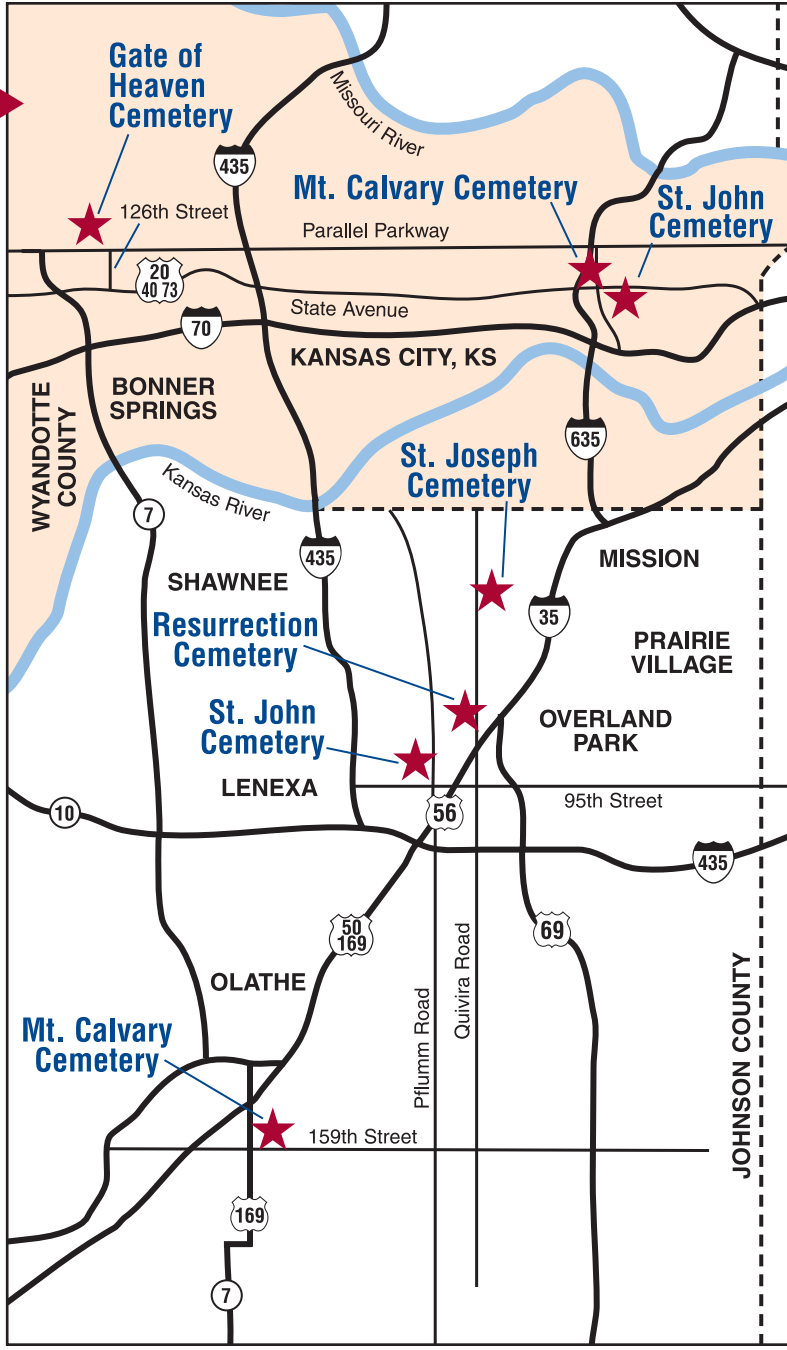 Gate of
Heaven
Cemetery
Missouri River
435
Mt. Calvary Cemetery
St. John
Cemetery
126th Street
Parallel Parkway
20
40 73
State Avenue
70
KANSAS CITY, KS
BONNER
SPRINGS
WYANDOTTE
COUNTY
635
St. Joseph
Cemetery
Kansas River
7
435
MISSION
SHAWNEE
35
Resurrection
Cemetery
PRAIRIE
VILLAGE
St. John
Cemetery
OVERLAND
PARK
LENEXA
95th Street
56
10
435
50
169
69
Quivira Road
OLATHE
Pflumm Road
JOHNSON COUNTY
Mt. Calvary
Cemetery
159th Street
169
7